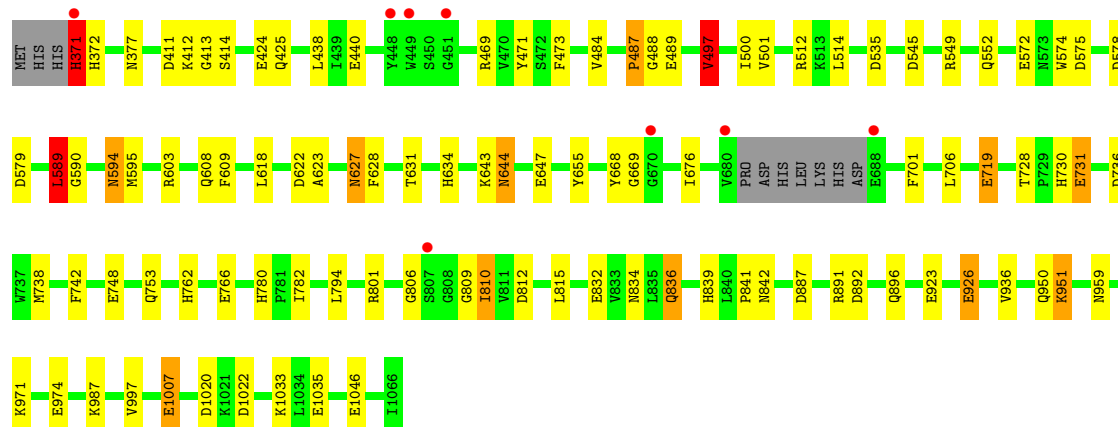 MET HIS HIS H371 H372 N377 D411 K412 G413 S414 E424 Q425 L438 I439 E440 Y448 W449 S450 G451 R469 V470 Y471 S472 F473 V484 P487 G488 E489 V497 I500 V501 R512 K513 L514 D535 D545 R549 Q552 E572 N573 W574 D575 D578
D579 L589 G590 N594 M595 R603 Q608 F609 L618 D622 A623 N627 F628 T631 H634 K643 N644 E647 Y655 Y668 G669 G670 I676 V680 PRO ASP HIS LEU LYS HIS ASP E688 F701 L706 E719 T728 P729 H730 E731 D736
W737 M738 F742 E748 Q753 H762 E766 H780 P781 I782 L794 R801 G806 S807 G808 G809 I810 V811 D812 L815 E832 V833 N834 L835 Q836 H839 L840 P841 N842 D887 R891 D892 Q896 E923 E926 V936 Q950 K951 N959
K971 E974 K987 V997 E1007 D1020 K1021 D1022 K1033 L1034 E1035 E1046 I1066